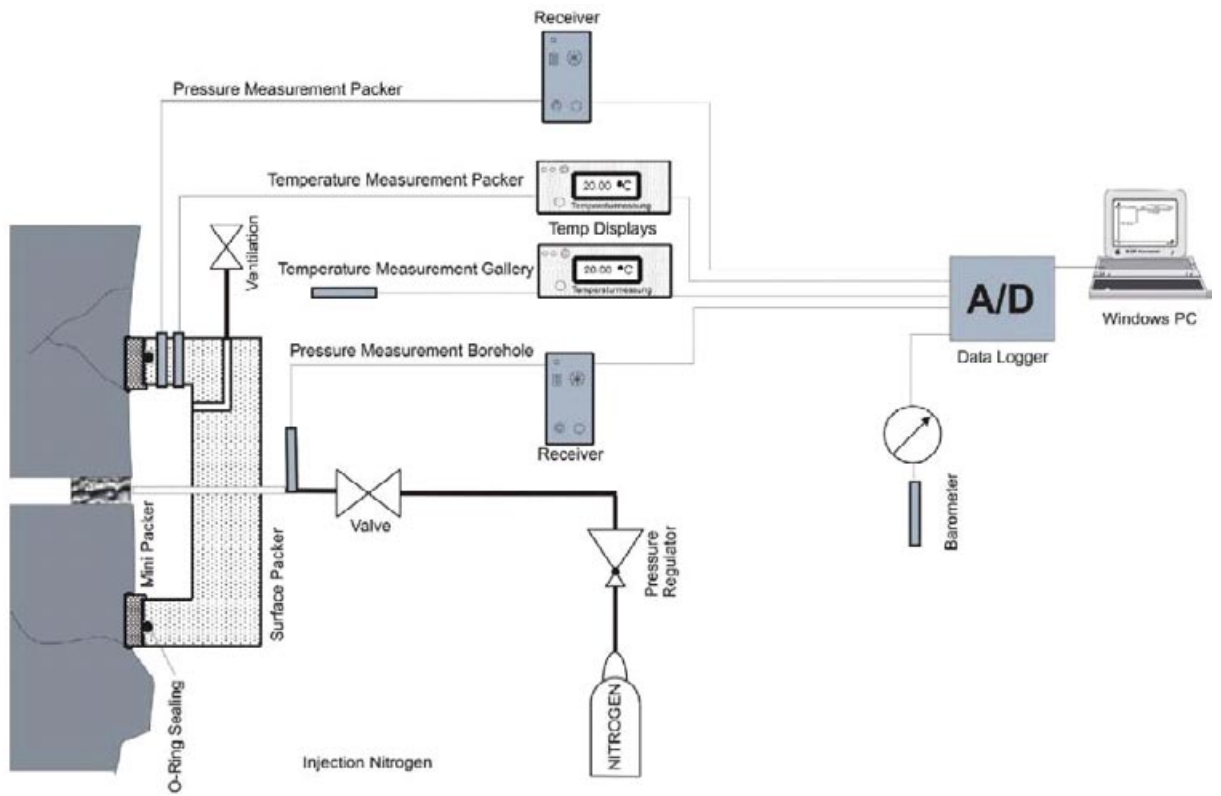 Receiver
Pressure Measurement Packer
Temperature Measurement Packer
20.00 °C
Temperaturmessung
Temp Displays
Ventilation
Temperature Measurement Gallery
20.00 °C
Temperaturmessung
A/D
Data Logger
Windows PC
Pressure Measurement Borehole
Receiver
Valve
Barometer
Mini Packer
Surface Packer
Pressure
Regulator
O-Ring Sealing
NITROGEN
Injection Nitrogen